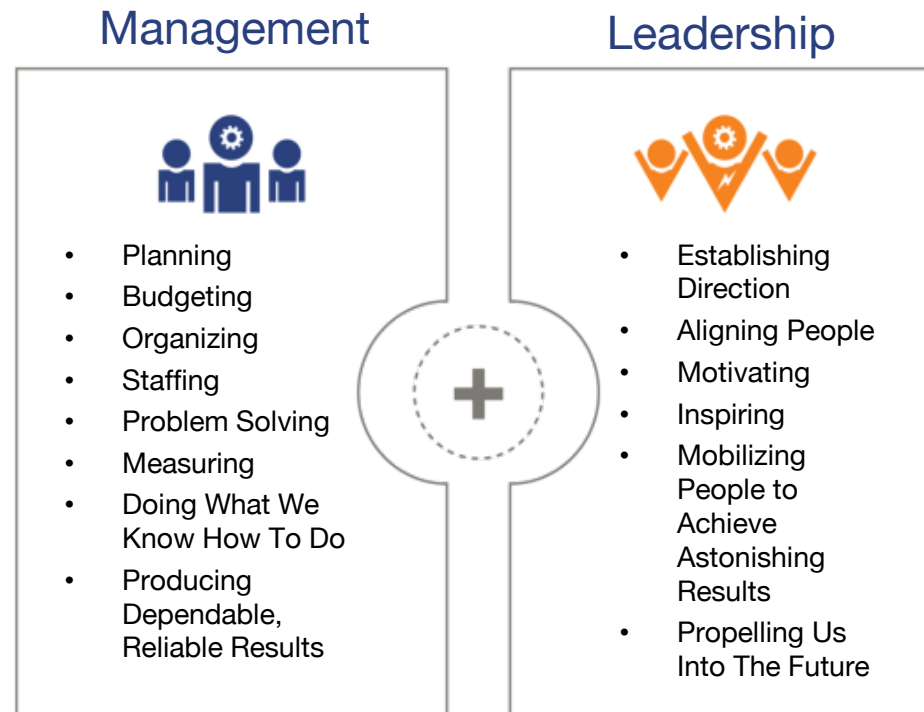 Management
• Planning
• Budgeting
• Organizing
• Staffing
• Problem Solving
• Measuring
• Doing What We
Know How To Do
• Producing
Dependable,
Reliable Results
+
Leadership
• Establishing
Direction
• Aligning People
• Motivating
• Inspiring
• Mobilizing
People to
Achieve
Astonishing
Results
• Propelling Us
Into The Future